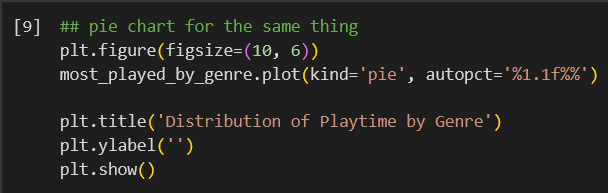 [9] ## pie chart for the same thing
plt.figure(figsize=(10, 6))
most_played_by_genre.plot(kind='pie', autopct='%1.1f%%')
plt.title('Distribution of Playtime by Genre')
plt.ylabel('')
plt.show()